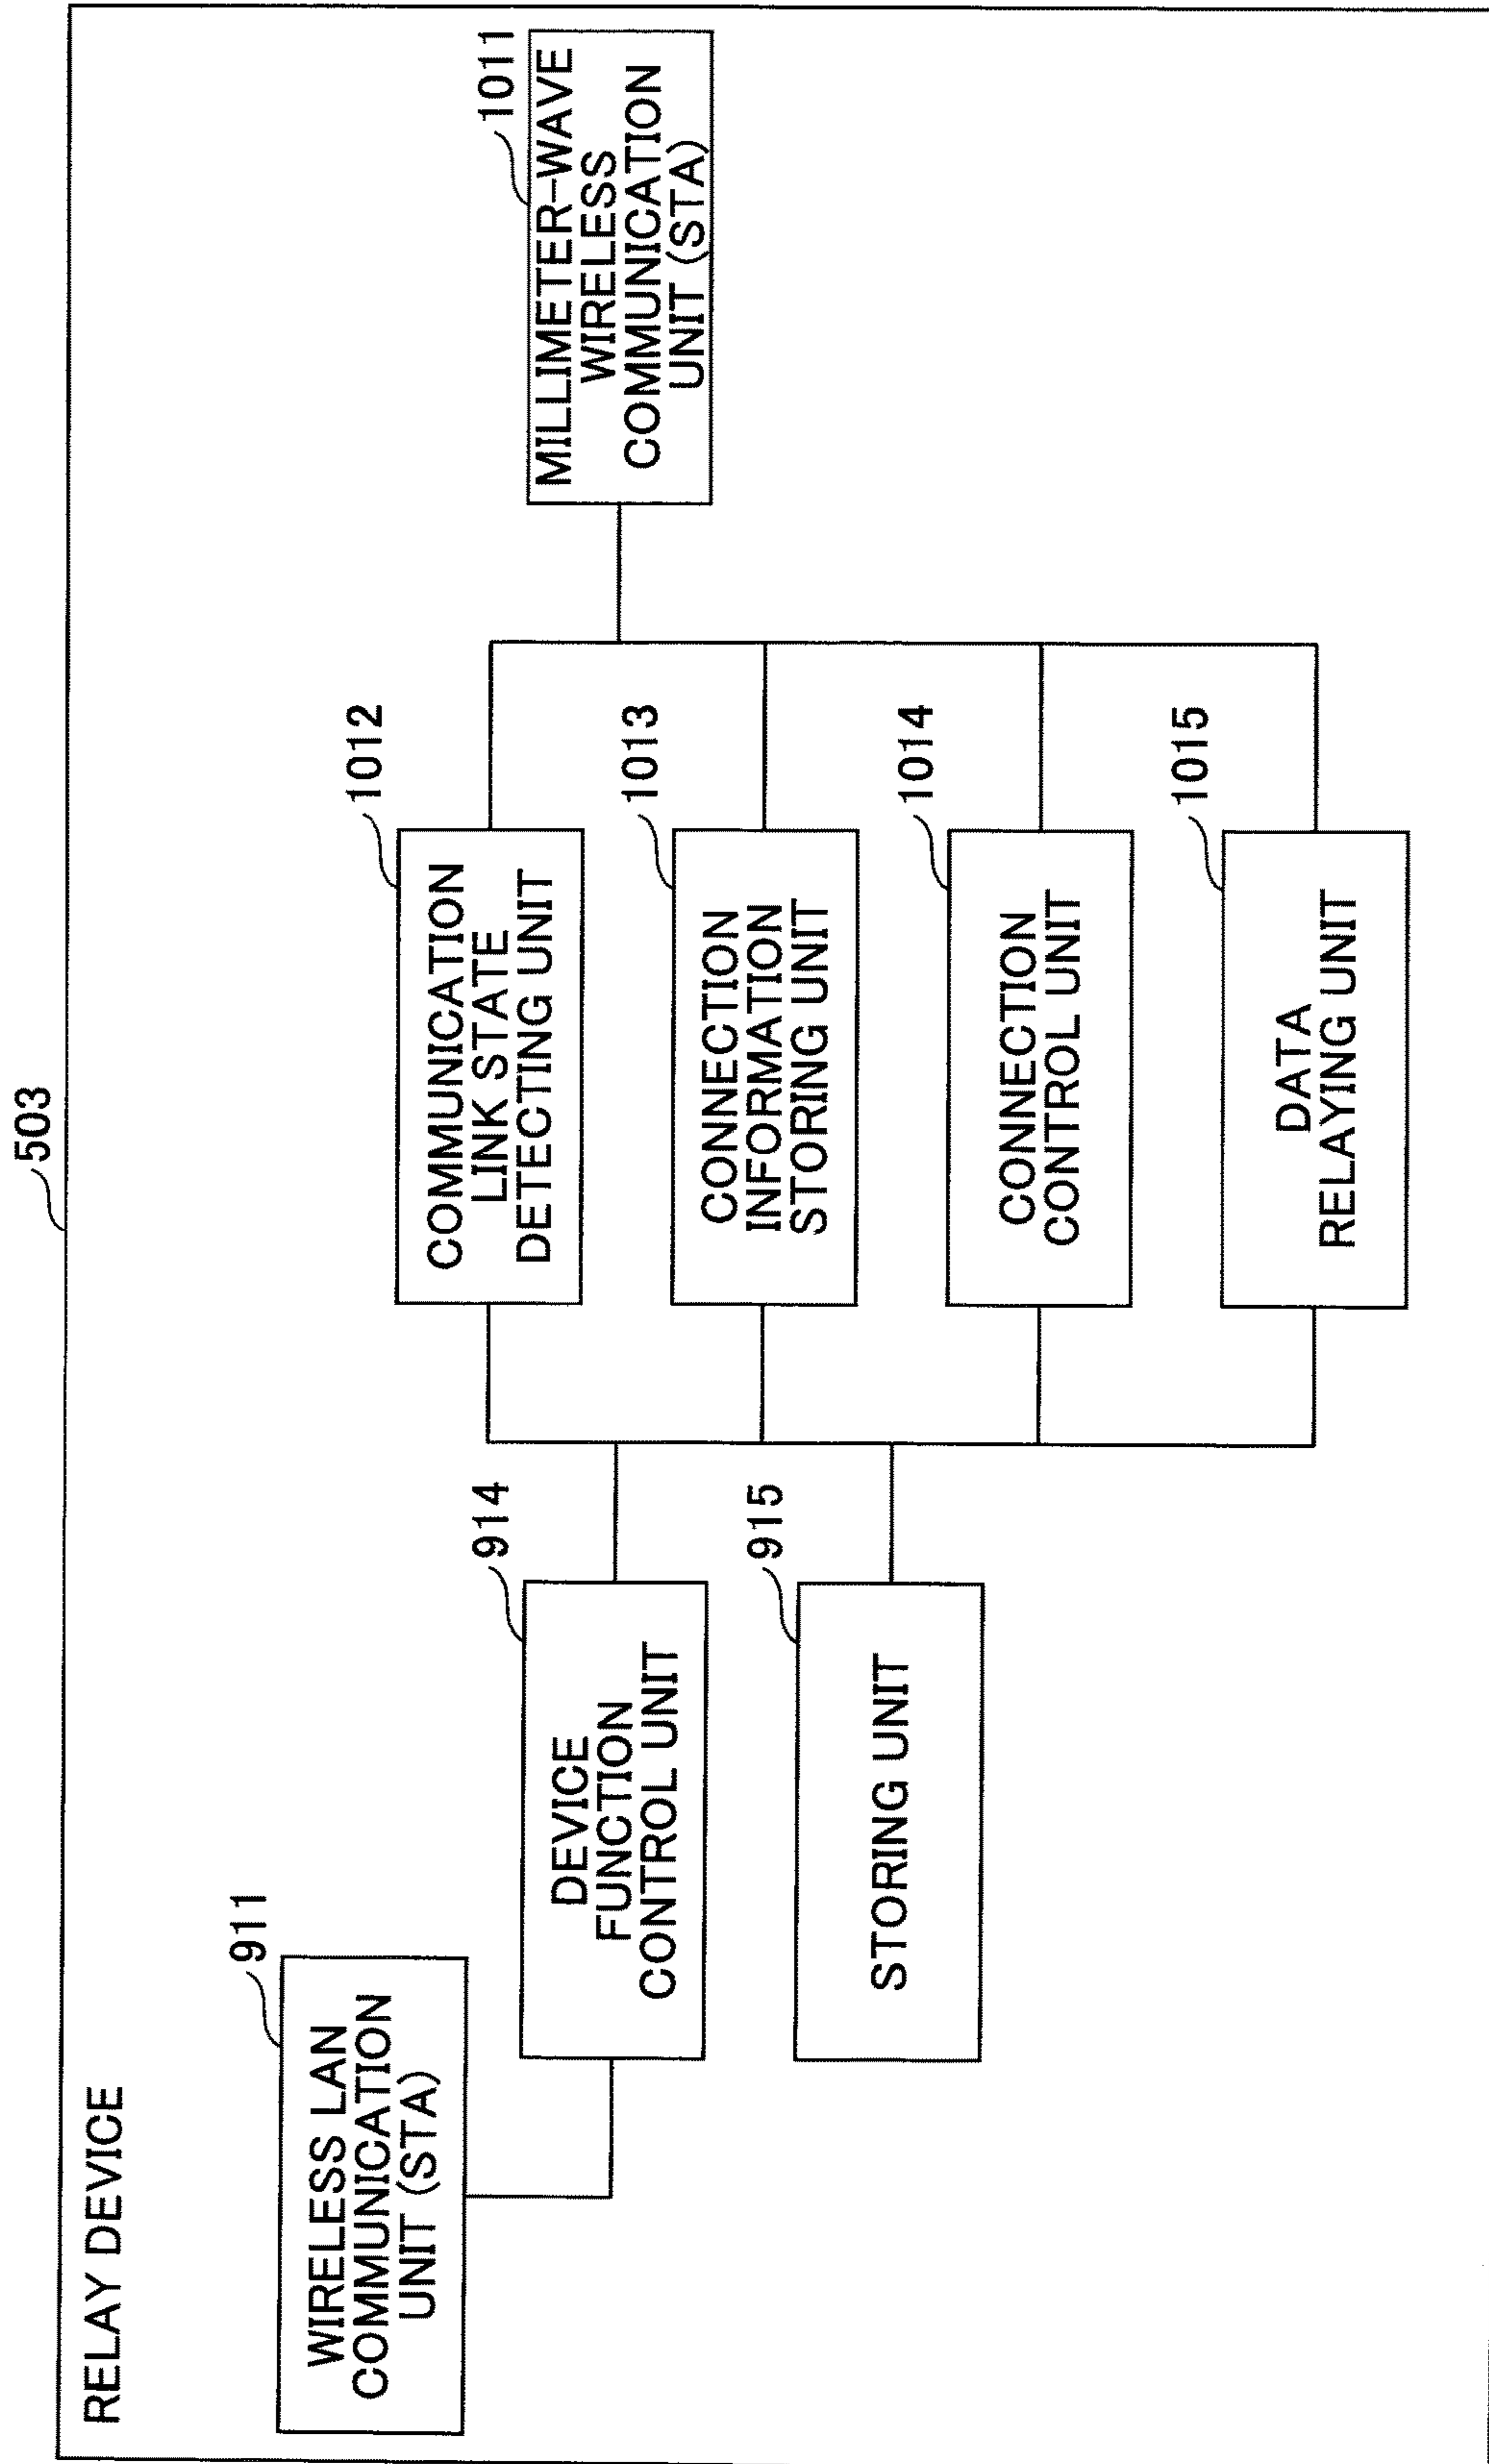 503
RELAY DEVICE
911
WIRELESS LAN
COMMUNICATION
UNIT (STA)
914
DEVICE
FUNCTION
CONTROL UNIT
915
STORING UNIT
1012
COMMUNICATION
LINK STATE
DETECTING UNIT
1013
CONNECTION
INFORMATION
STORING UNIT
1014
CONNECTION
CONTROL UNIT
1015
DATA
RELAYING UNIT
1011
MILLIMETER-WAVE
WIRELESS
COMMUNICATION
UNIT (STA)